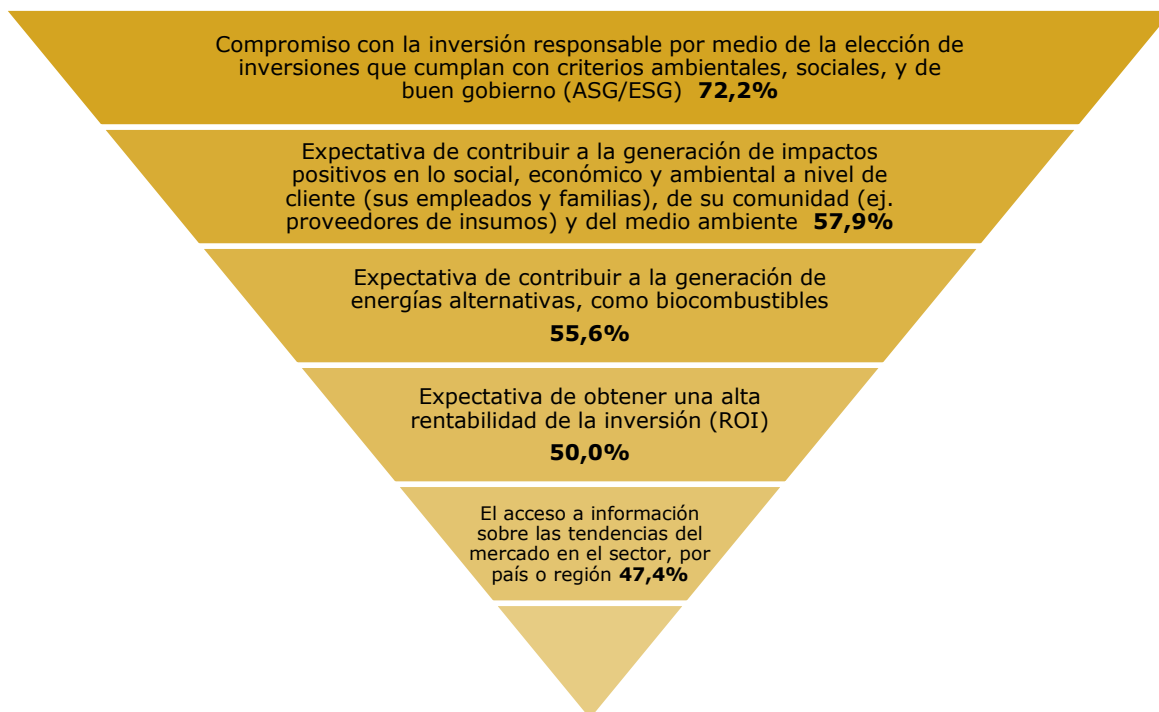 Compromiso con la inversión responsable por medio de la elección de
inversiones que cumplan con criterios ambientales, sociales, y de
buen gobierno (ASG/ESG) 72,2%
Expectativa de contribuir a la generación de impactos
positivos en lo social, económico y ambiental a nivel de
cliente (sus empleados y familias), de su comunidad (ej.
proveedores de insumos) y del medio ambiente 57,9%
Expectativa de contribuir a la generación de
energías alternativas, como biocombustibles
55,6%
Expectativa de obtener una alta
rentabilidad de la inversión (ROI)
50,0%
El acceso a información
sobre las tendencias del
mercado en el sector, por
país o región 47,4%